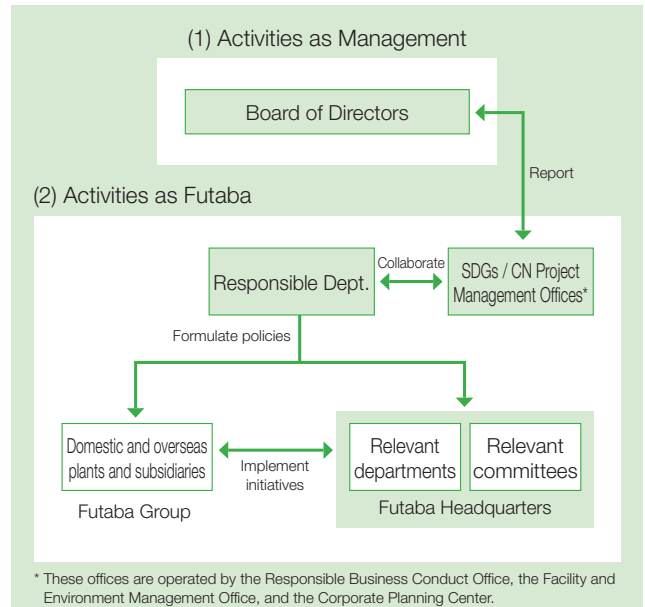 (1) Activities as Management
Board of Directors
Report
(2) Activities as Futaba
Responsible Dept.
Collaborate
SDGs / CN Project
Management Offices*
Formulate policies
Domestic and overseas
plants and subsidiaries
Futaba Group
Implement
initiatives
Relevant
departments
Relevant
committees
Futaba Headquarters
* These offices are operated by the Responsible Business Conduct Office, the Facility and
Environment Management Office, and the Corporate Planning Center.